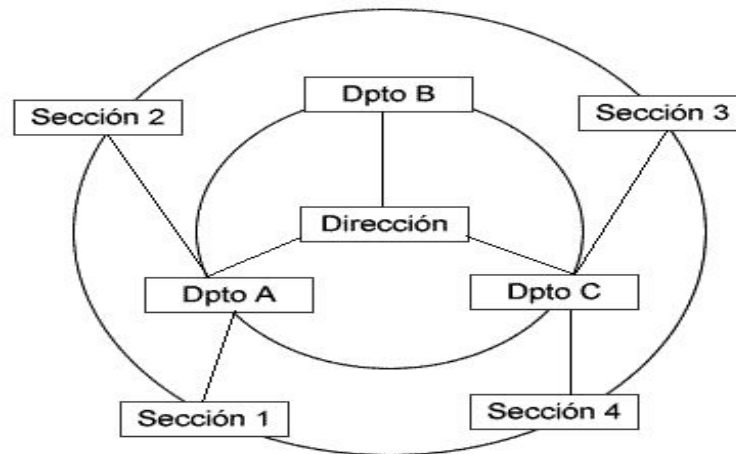 Dpto B
Sección 2
Sección 3
Dirección
Dpto A
Dpto C
Sección 1
Sección 4